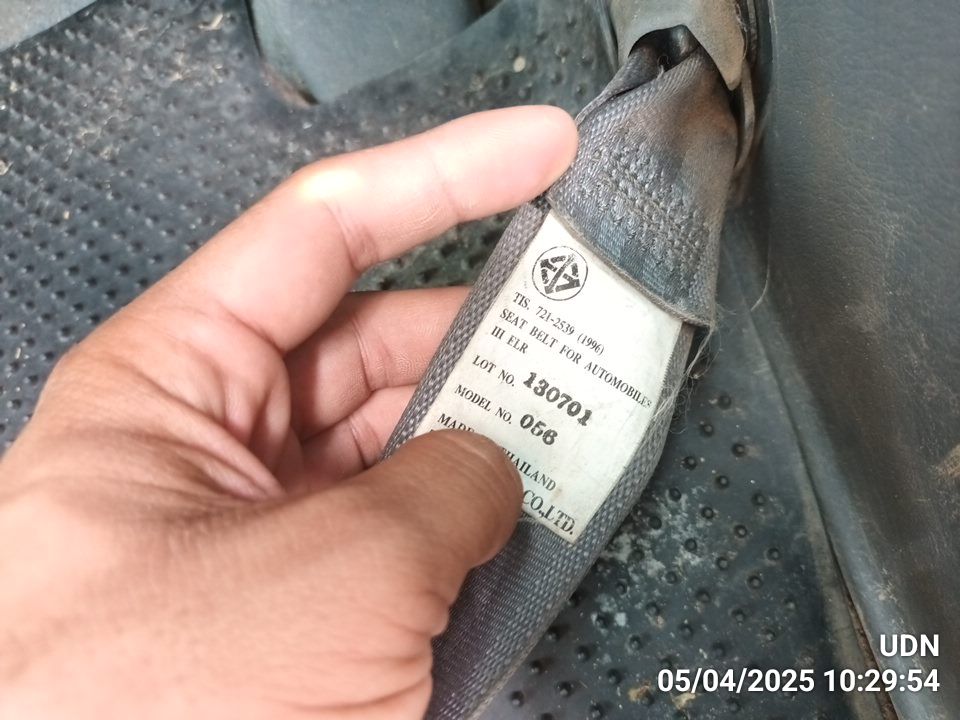 TIS. 721-2539 (1996)
SEAT BELT FOR AUTOMOBILES
III ELR
LOT NO. 130701
MODEL NO. 056
MADE THAILAND
CO.,LTD.
UDN
05/04/2025 10:29:54